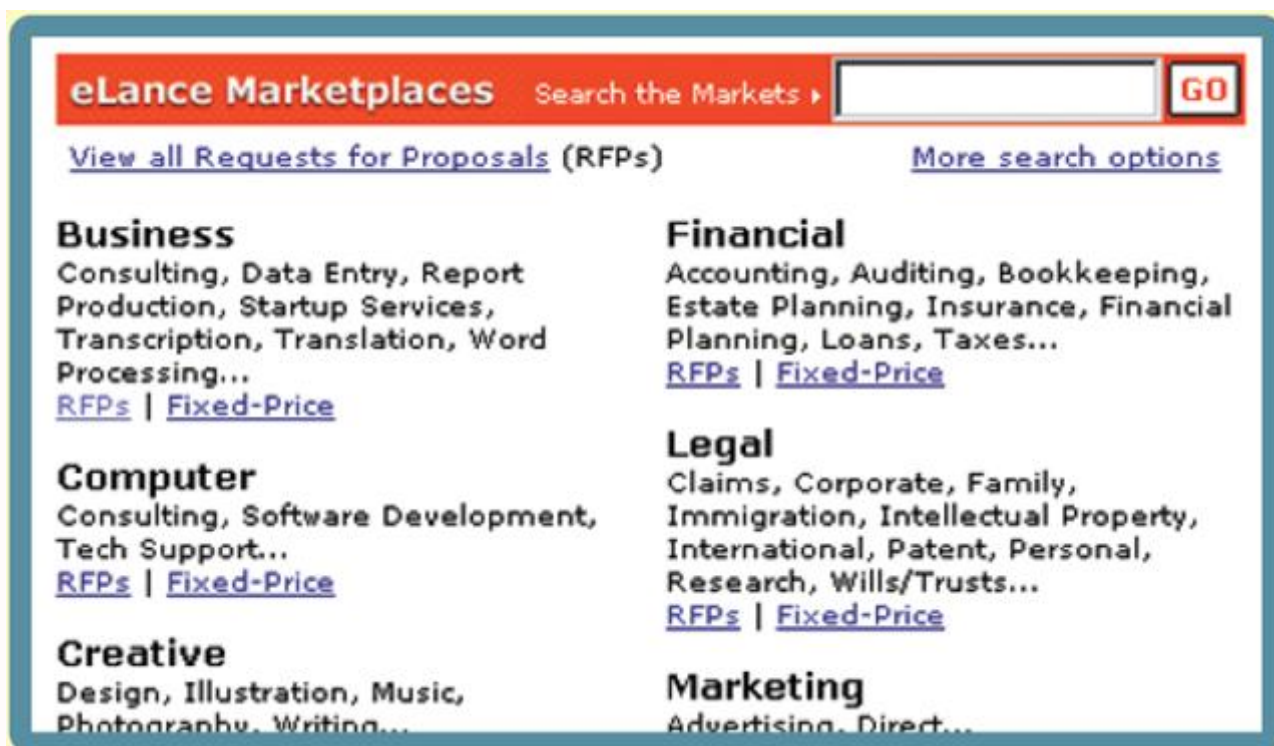 eLance Marketplaces Search the Markets GO
View all Requests for Proposals (RFPs) More search options
Business
Consulting, Data Entry, Report
Production, Startup Services,
Transcription, Translation, Word
Processing...
RFPs | Fixed-Price
Computer
Consulting, Software Development,
Tech Support...
RFPs | Fixed-Price
Creative
Design, Illustration, Music,
Photography, Writing...
Financial
Accounting, Auditing, Bookkeeping,
Estate Planning, Insurance, Financial
Planning, Loans, Taxes...
RFPs | Fixed-Price
Legal
Claims, Corporate, Family,
Immigration, Intellectual Property,
International, Patent, Personal,
Research, Wills/Trusts...
RFPs | Fixed-Price
Marketing
Advertising, Direct...